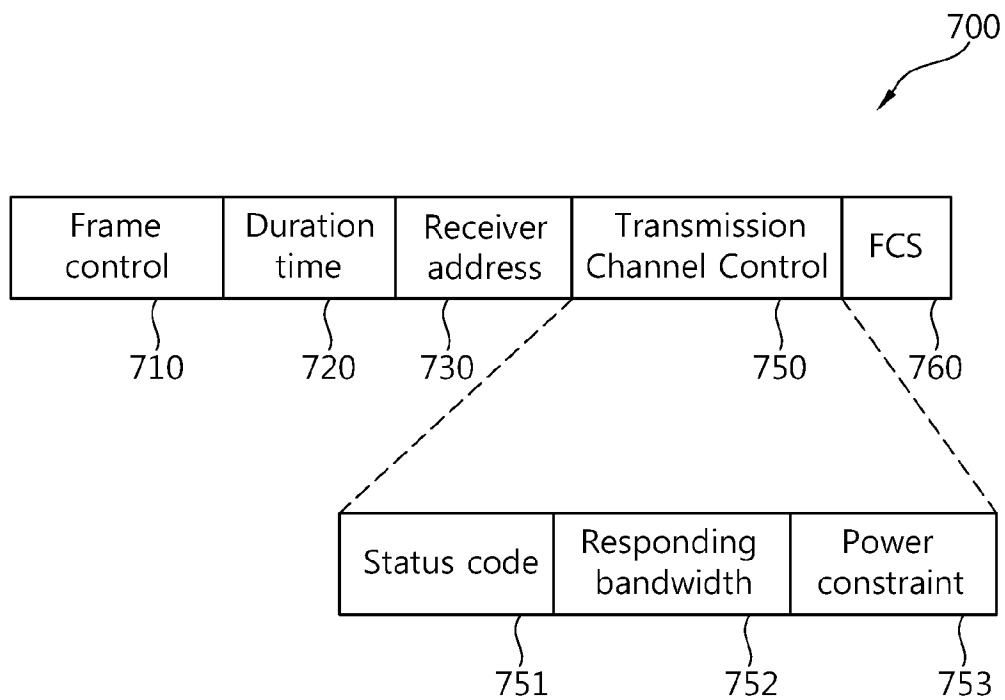 700
Frame control
Duration time
Receiver address
Transmission Channel Control
FCS
710
720
730
750
760
Status code
Responding bandwidth
Power constraint
751
752
753